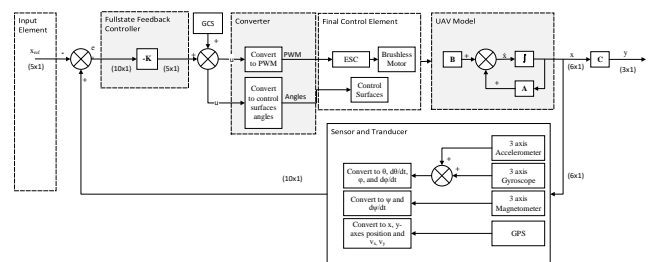 Input
Element
Fullstate Feedback
Controller
GCS
Converter
Final Control Element
UAV Model
x_ref
(5x1)
-
+
e
(10x1)
-K
(5x1)
+
+
u
u
Convert
to PWM
PWM
Convert
to control
surfaces
angles
Angles
ESC
Brushless
Motor
Control
Surfaces
B
+
+
ẋ
∫
A
x
(6x1)
C
y
(3x1)
Sensor and Tranducer
(10x1)
Convert to θ, dθ/dt,
φ, and dφ/dt
+
+
3 axis
Accelerometer
3 axis
Gyroscope
(6x1)
Convert to ψ and
dψ/dt
3 axis
Magnetometer
Convert to x, y-
axes position and
vx, vy
GPS